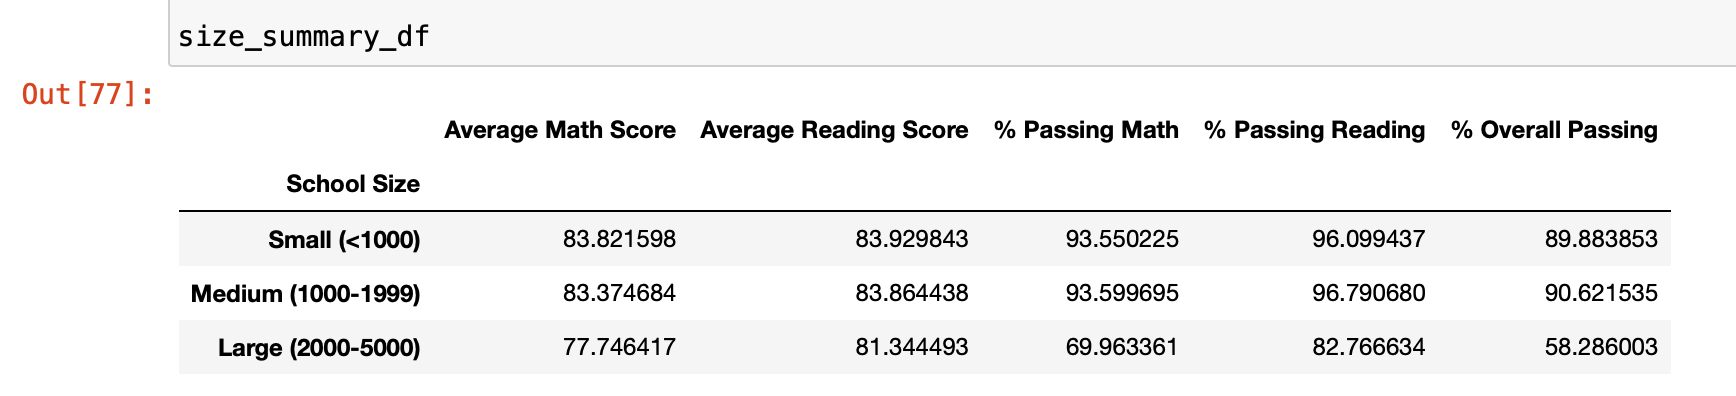 size_summary_df
Out[77]:
Average Math Score Average Reading Score % Passing Math % Passing Reading % Overall Passing
School Size
Small (<1000) 83.821598 83.929843 93.550225 96.099437 89.883853
Medium (1000-1999) 83.374684 83.864438 93.599695 96.790680 90.621535
Large (2000-5000) 77.746417 81.344493 69.963361 82.766634 58.286003